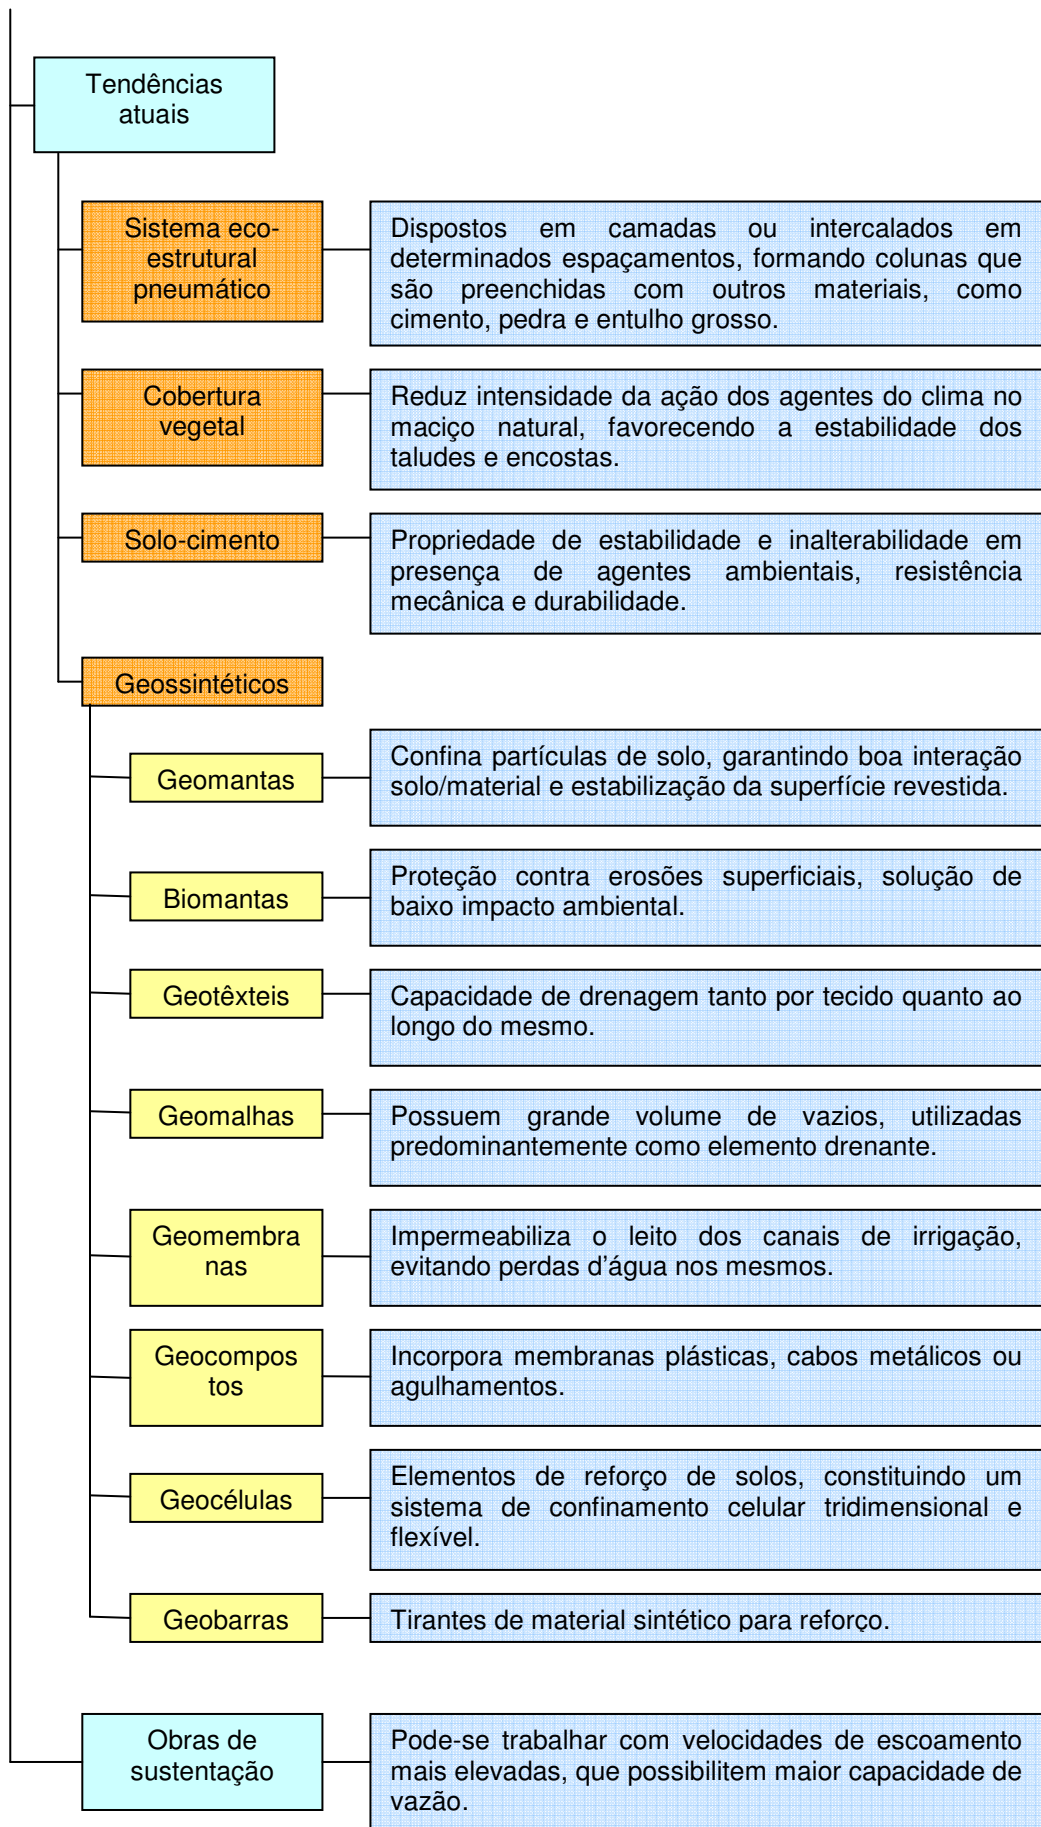 Tendências
atuais
Sistema eco-
estrutural
pneumático
Dispostos em camadas ou intercalados em
determinados espaçamentos, formando colunas que
são preenchidas com outros materiais, como
cimento, pedra e entulho grosso.
Cobertura
vegetal
Reduz intensidade da ação dos agentes do clima no
maciço natural, favorecendo a estabilidade dos
taludes e encostas.
Solo-cimento
Propriedade de estabilidade e inalterabilidade em
presença de agentes ambientais, resistência
mecânica e durabilidade.
Geossintéticos
Geomantas
Confina partículas de solo, garantindo boa interação
solo/material e estabilização da superfície revestida.
Biomantas
Proteção contra erosões superficiais, solução de
baixo impacto ambiental.
Geotêxteis
Capacidade de drenagem tanto por tecido quanto ao
longo do mesmo.
Geomalhas
Possuem grande volume de vazios, utilizadas
predominantemente como elemento drenante.
Geomembra
nas
Impermeabiliza o leito dos canais de irrigação,
evitando perdas d'água nos mesmos.
Geocompos
tos
Incorpora membranas plásticas, cabos metálicos ou
agulhamentos.
Geocélulas
Elementos de reforço de solos, constituindo um
sistema de confinamento celular tridimensional e
flexível.
Geobarras
Tirantes de material sintético para reforço.
Obras de
sustentação
Pode-se trabalhar com velocidades de escoamento
mais elevadas, que possibilitem maior capacidade de
vazão.